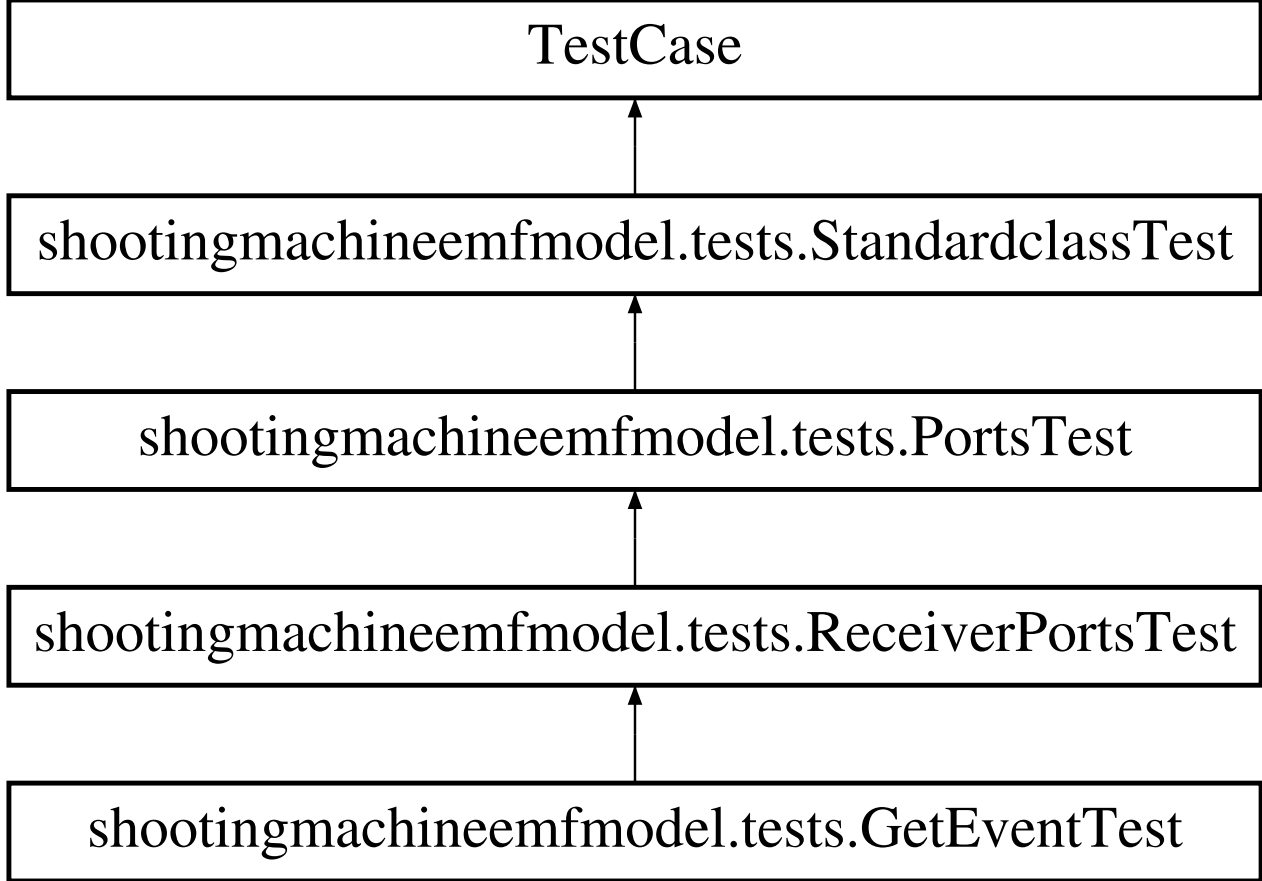 TestCase
shootingmachineemfmodel.tests.StandardclassTest
shootingmachineemfmodel.tests.PortsTest
shootingmachineemfmodel.tests.ReceiverPortsTest
shootingmachineemfmodel.tests.GetEventTest